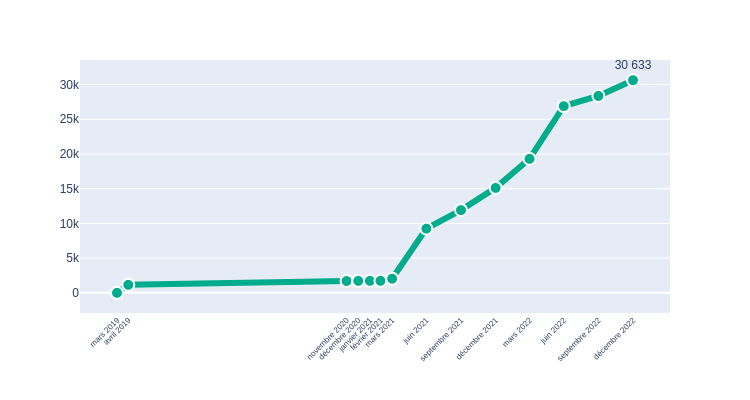 30 633
30k
25k
20k
15k
10k
5k
0
mars 2019
avril 2019
novembre 2020
décembre 2020
janvier 2021
février 2021
mars 2021
juin 2021
septembre 2021
décembre 2021
mars 2022
juin 2022
septembre 2022
décembre 2022